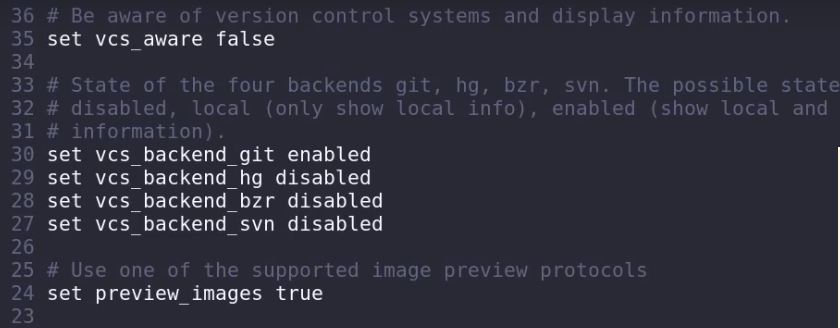 36 # Be aware of version control systems and display information.
35 set vcs_aware false
34
33 # State of the four backends git, hg, bzr, svn. The possible state
32 # disabled, local (only show local info), enabled (show local and
31 # information).
30 set vcs_backend_git enabled
29 set vcs_backend_hg disabled
28 set vcs_backend_bzr disabled
27 set vcs_backend_svn disabled
26
25 # Use one of the supported image preview protocols
24 set preview_images true
23